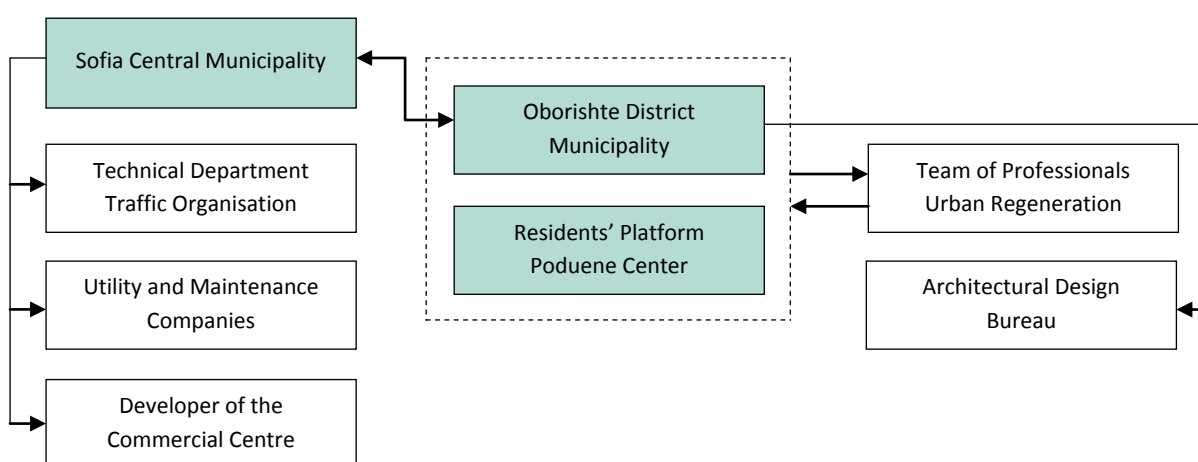 Sofia Central Municipality
Technical Department
Traffic Organisation
Utility and Maintenance
Companies
Developer of the
Commercial Centre
Oborishte District
Municipality
Residents’ Platform
Poduene Center
Team of Professionals
Urban Regeneration
Architectural Design
Bureau